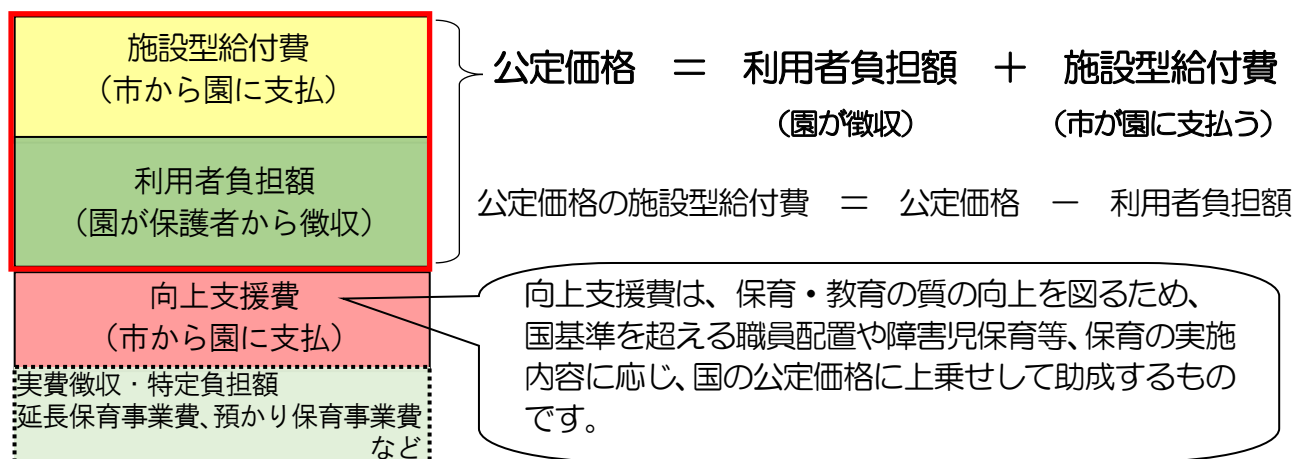 施設型給付費
（市から園に支払）
利用者負担額
（園が保護者から徴収）
向上支援費
（市から園に支払）
実費徴収・特定負担額
延長保育事業費、預かり保育事業費
など
公定価格　＝　利用者負担額　＋　施設型給付費
（園が徴収）　（市が園に支払う）
公定価格の施設型給付費　＝　公定価格　－　利用者負担額
向上支援費は、保育・教育の質の向上を図るため、
国基準を超える職員配置や障害児保育等、保育の実施
内容に応じ、国の公定価格に上乗せして助成するもの
です。